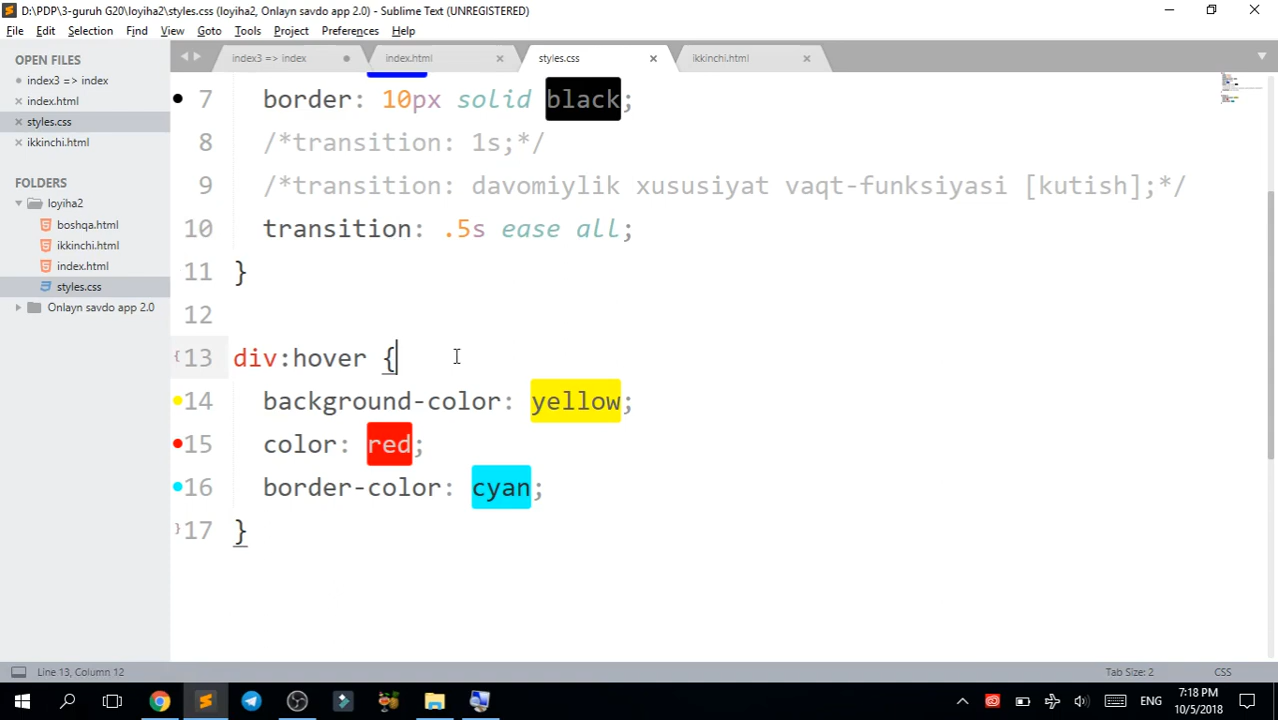 D:\PDP\3-guruh G20\loyiha2\styles.css (loyiha2, Onlayn savdo app 2.0) - Sublime Text (UNREGISTERED)
File Edit Selection Find View Goto Tools Project Preferences Help
OPEN FILES
index3 => index
index.html
styles.css
ikkinchi.html
FOLDERS
loyiha2
boshqa.html
ikkinchi.html
index.html
styles.css
Onlayn savdo app 2.0
index3 => index index.html styles.css ikkinchi.html
7 border: 10px solid black;
8 /*transition: 1s;*/
9 /*transition: davomiylik xususiyat vaqt-funksiyasi [kutish];*/
10 transition: .5s ease all;
11 }
12
13 div:hover {
14 background-color: yellow;
15 color: red;
16 border-color: cyan;
17 }
Line 13, Column 12 Tab Size: 2 CSS
ENG 7:18 PM
10/5/2018